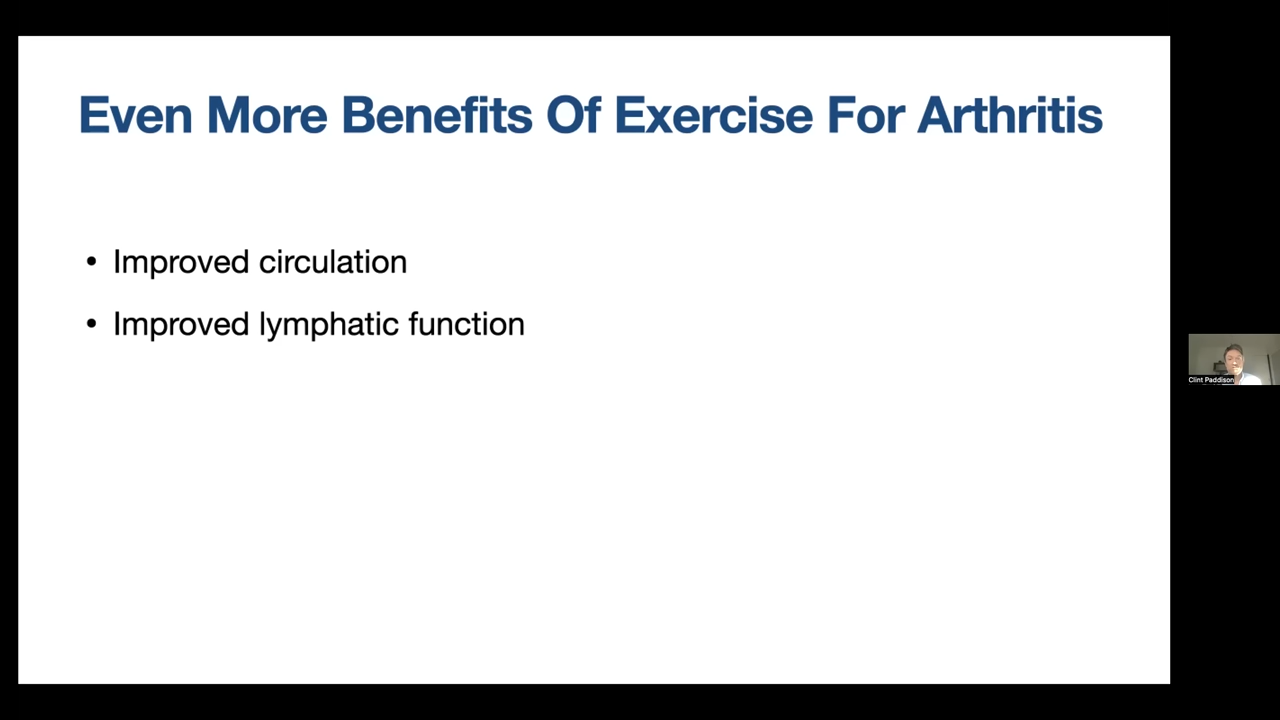 Even More Benefits Of Exercise For Arthritis
• Improved circulation
• Improved lymphatic function
Clint Paddison